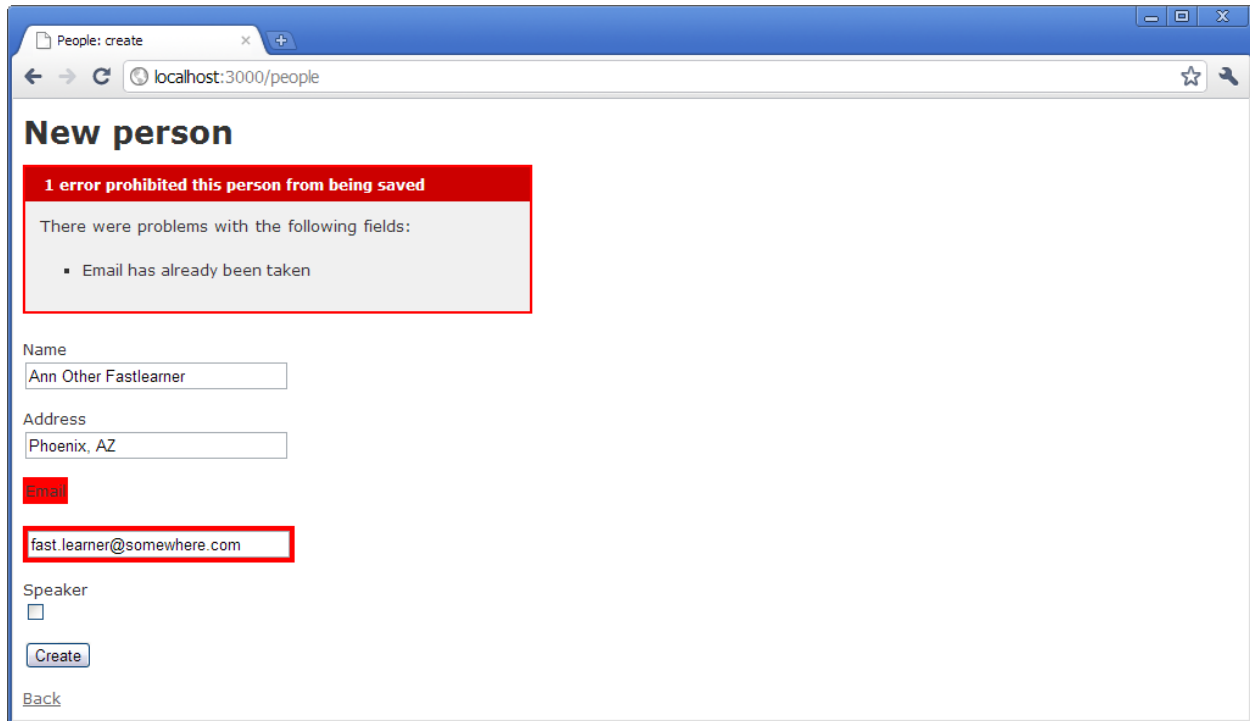 People: create
localhost:3000/people
New person
1 error prohibited this person from being saved
There were problems with the following fields:
Email has already been taken
Name
Ann Other Fastlearner
Address
Phoenix, AZ
Email
fast.learner@somewhere.com
Speaker
Create
Back